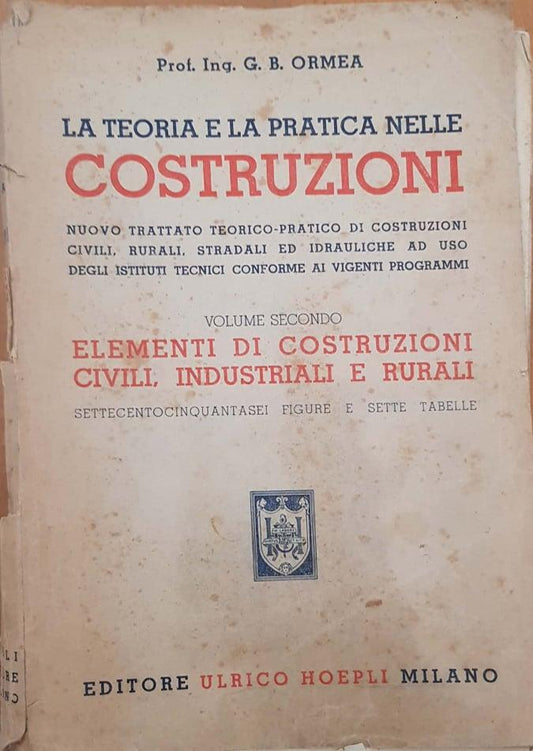 Prof. Ing. G. B. ORMEA
LA TEORIA E LA PRATICA NELLE
COSTRUZIONI
NUOVO TRATTATO TEORICO-PRATICO DI COSTRUZIONI
CIVILI, RURALI, STRADALI ED IDRAULICHE AD USO
DEGLI ISTITUTI TECNICI CONFORME AI VIGENTI PROGRAMMI
VOLUME SECONDO
ELEMENTI DI COSTRUZIONI
CIVILI, INDUSTRIALI E RURALI
SETTECENTOCINQUANTASEI FIGURE E SETTE TABELLE
EDITORE ULRICO HOEPLI MILANO